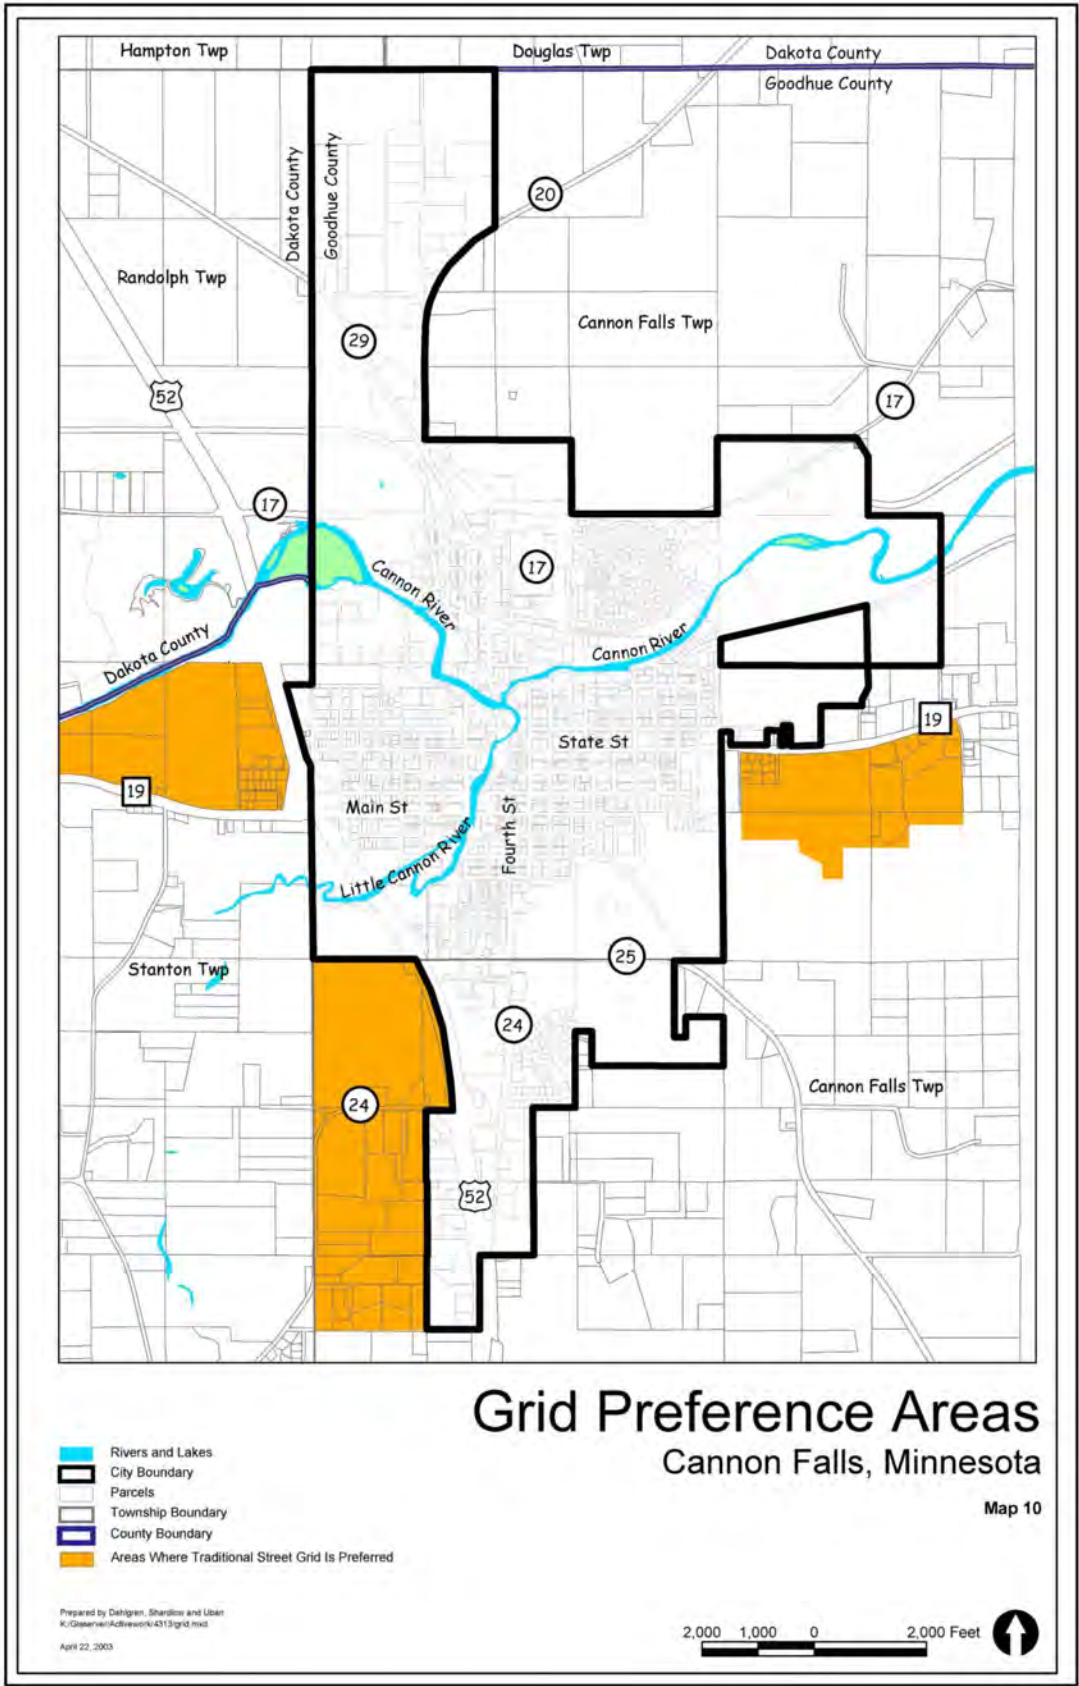 Hampton Twp
Douglas Twp
Dakota County
Goodhue County
Dakota County
Goodhue County
20
Randolph Twp
Cannon Falls Twp
29
52
17
17
Cannon River
17
Cannon River
Dakota County
19
State St
19
Main St
Fourth St
Little Cannon River
25
Stanton Twp
24
Cannon Falls Twp
24
52
Grid Preference Areas
Cannon Falls, Minnesota
Map 10
Rivers and Lakes
City Boundary
Parcels
Township Boundary
County Boundary
Areas Where Traditional Street Grid Is Preferred
Prepared by Dahlgren, Shardlow and Uban
April 22, 2003
2,000 1,000 0 2,000 Feet